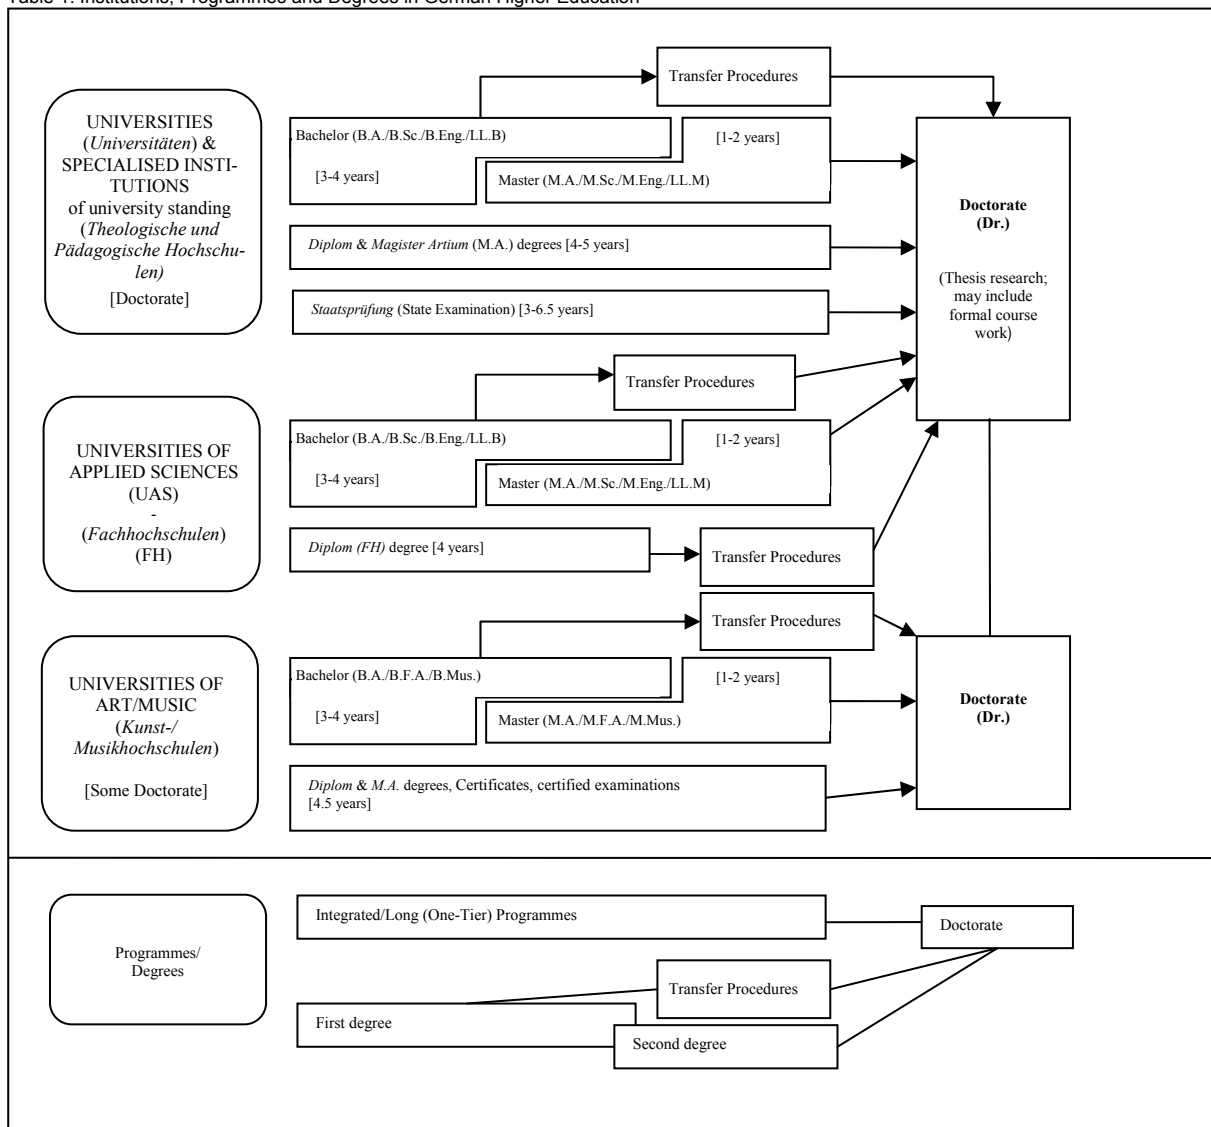 Table 1: Institutions, Programmes and Degrees in German Higher Education
Transfer Procedures
UNIVERSITIES
(Universitäten) &
SPECIALISED INSTI-
TUTIONS
of university standing
(Theologische und
Pädagogische Hochschu-
len)
[Doctorate]
Bachelor (B.A./B.Sc./B.Eng./LL.B)
[3-4 years]
[1-2 years]
Master (M.A./M.Sc./M.Eng./LL.M)
Diplom & Magister Artium (M.A.) degrees [4-5 years]
Staatsprüfung (State Examination) [3-6.5 years]
Doctorate
(Dr.)
(Thesis research;
may include
formal course
work)
Transfer Procedures
UNIVERSITIES OF
APPLIED SCIENCES
(UAS)
-
(Fachhochschulen)
(FH)
Bachelor (B.A./B.Sc./B.Eng./LL.B)
[3-4 years]
[1-2 years]
Master (M.A./M.Sc./M.Eng./LL.M)
Diplom (FH) degree [4 years]
Transfer Procedures
Transfer Procedures
UNIVERSITIES OF
ART/MUSIC
(Kunst-/
Musikhochschulen)
[Some Doctorate]
Bachelor (B.A./B.F.A./B.Mus.)
[3-4 years]
[1-2 years]
Master (M.A./M.F.A./M.Mus.)
Diplom & M.A. degrees, Certificates, certified examinations
[4.5 years]
Doctorate
(Dr.)
Programmes/
Degrees
Integrated/Long (One-Tier) Programmes
Doctorate
Transfer Procedures
First degree
Second degree